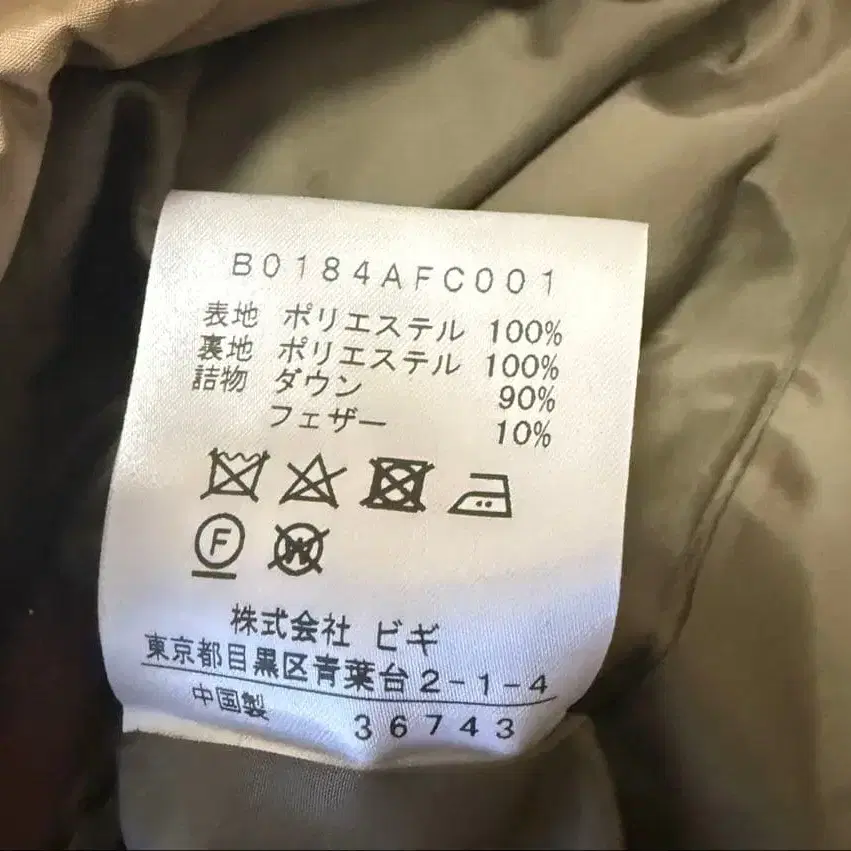 B0184AFC001
表地 ポリエステル 100%
裏地 ポリエステル 100%
詰物 ダウン 90%
フェザー 10%
F W
株式会社 ビギ
東京都目黒区青葉台2-1-4
中国製 36743